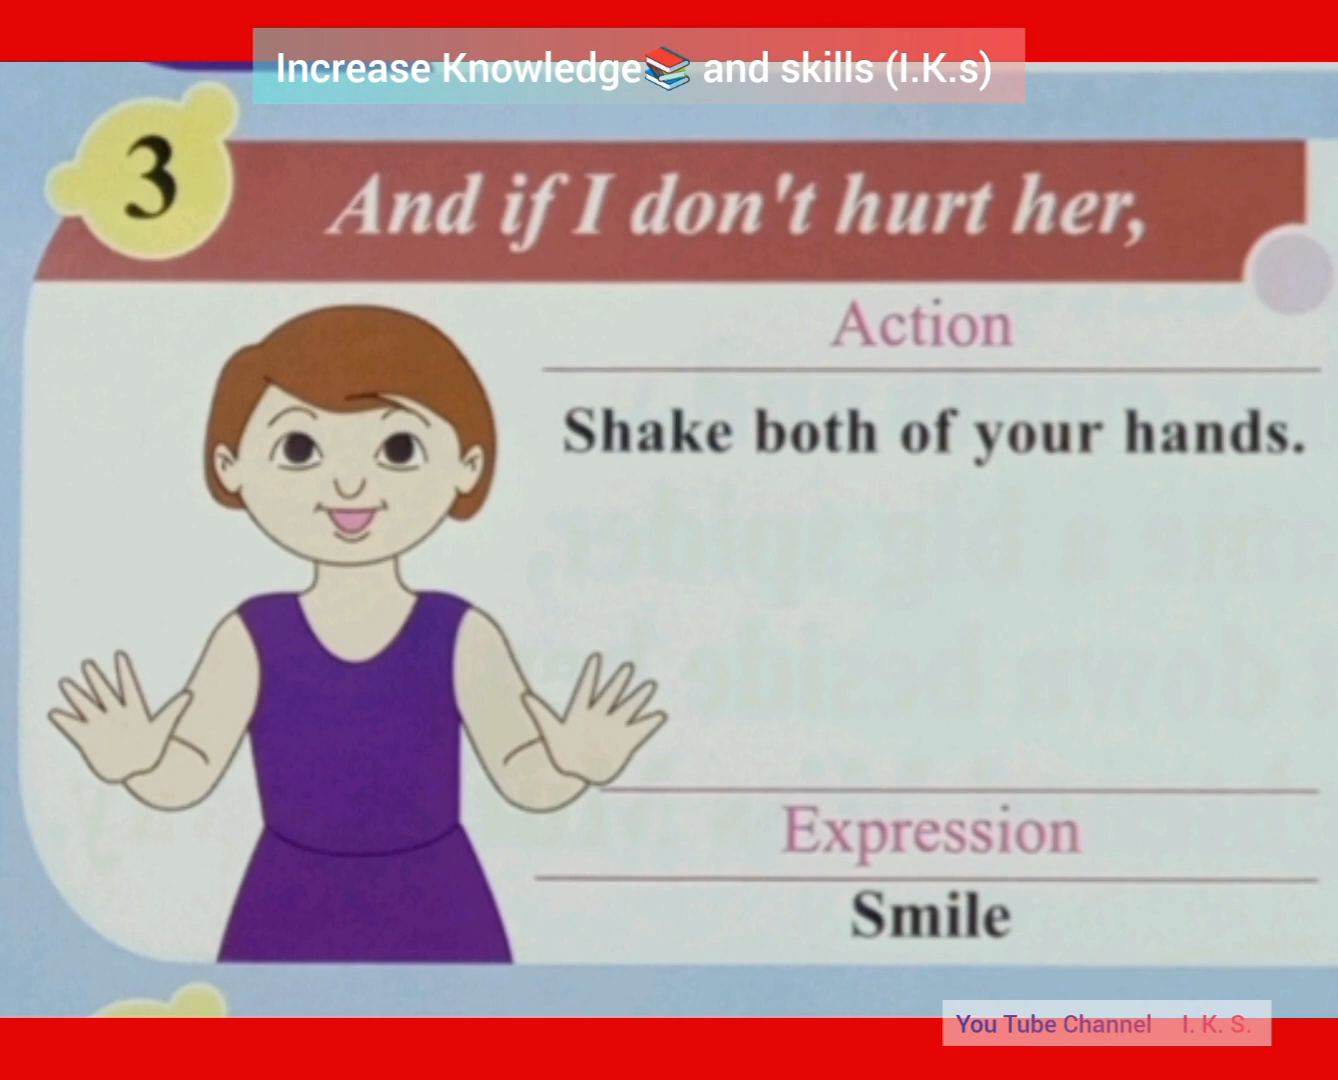 Increase Knowledge📚 and skills (I.K.s)
3
And if I don't hurt her,
Action
Shake both of your hands.
Expression
Smile
You Tube Channel I. K. S.